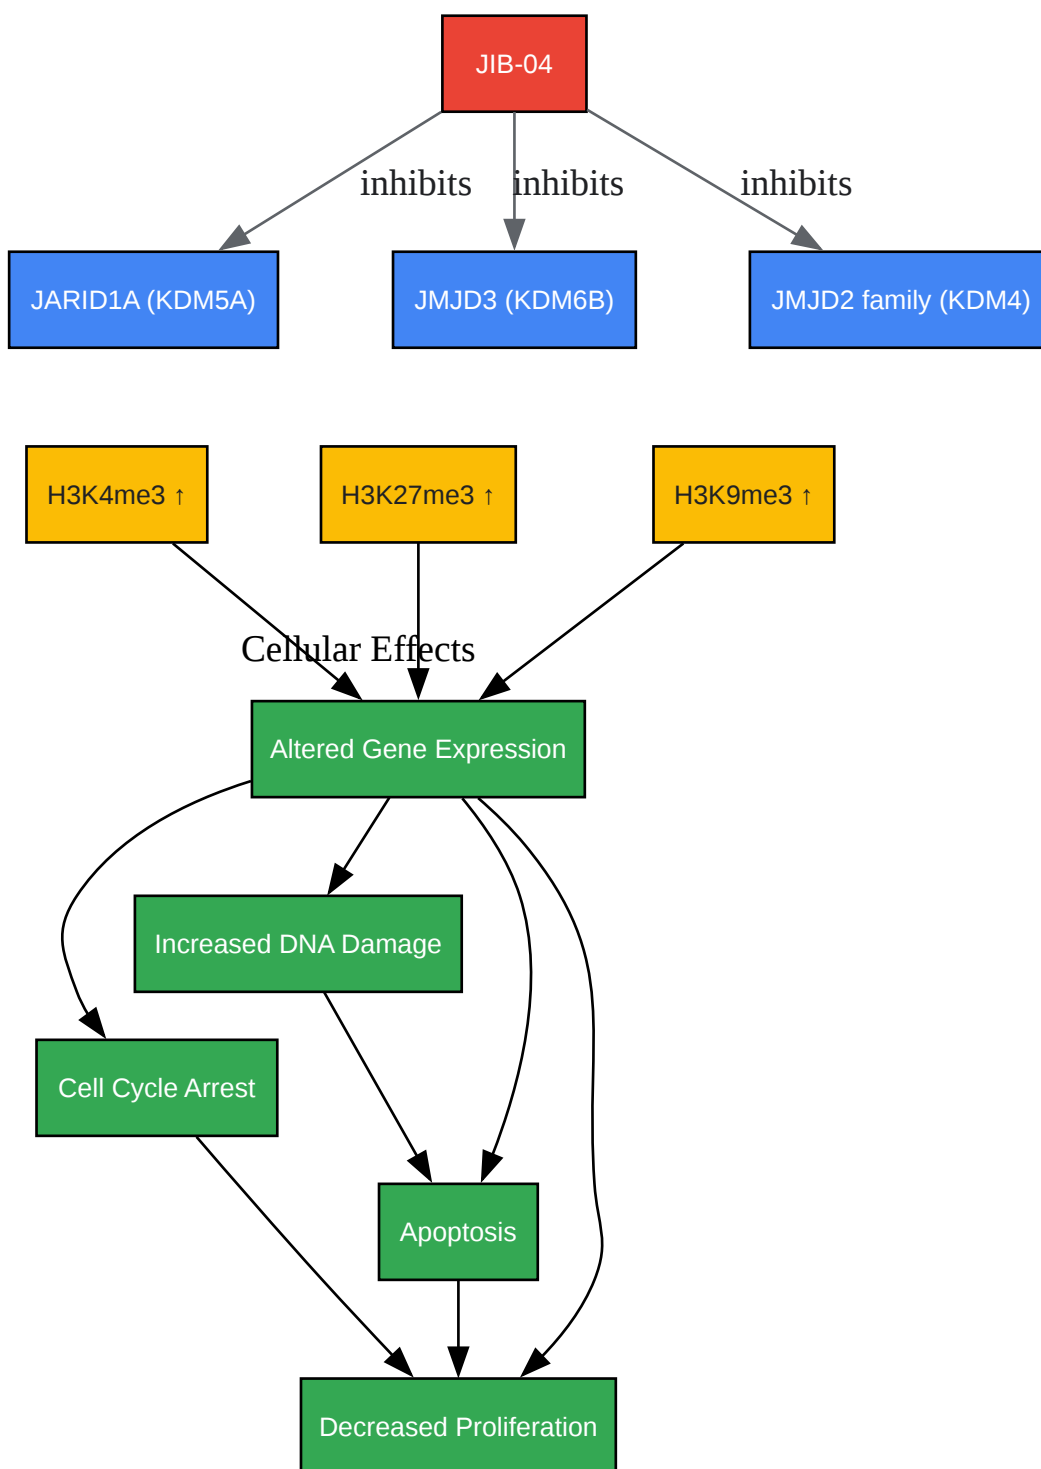 JIB-04
inhibits
inhibits
inhibits
JARID1A (KDM5A)
JMJD3 (KDM6B)
JMJD2 family (KDM4)
H3K4me3 ↑
H3K27me3 ↑
H3K9me3 ↑
Cellular Effects
Altered Gene Expression
Increased DNA Damage
Cell Cycle Arrest
Apoptosis
Decreased Proliferation